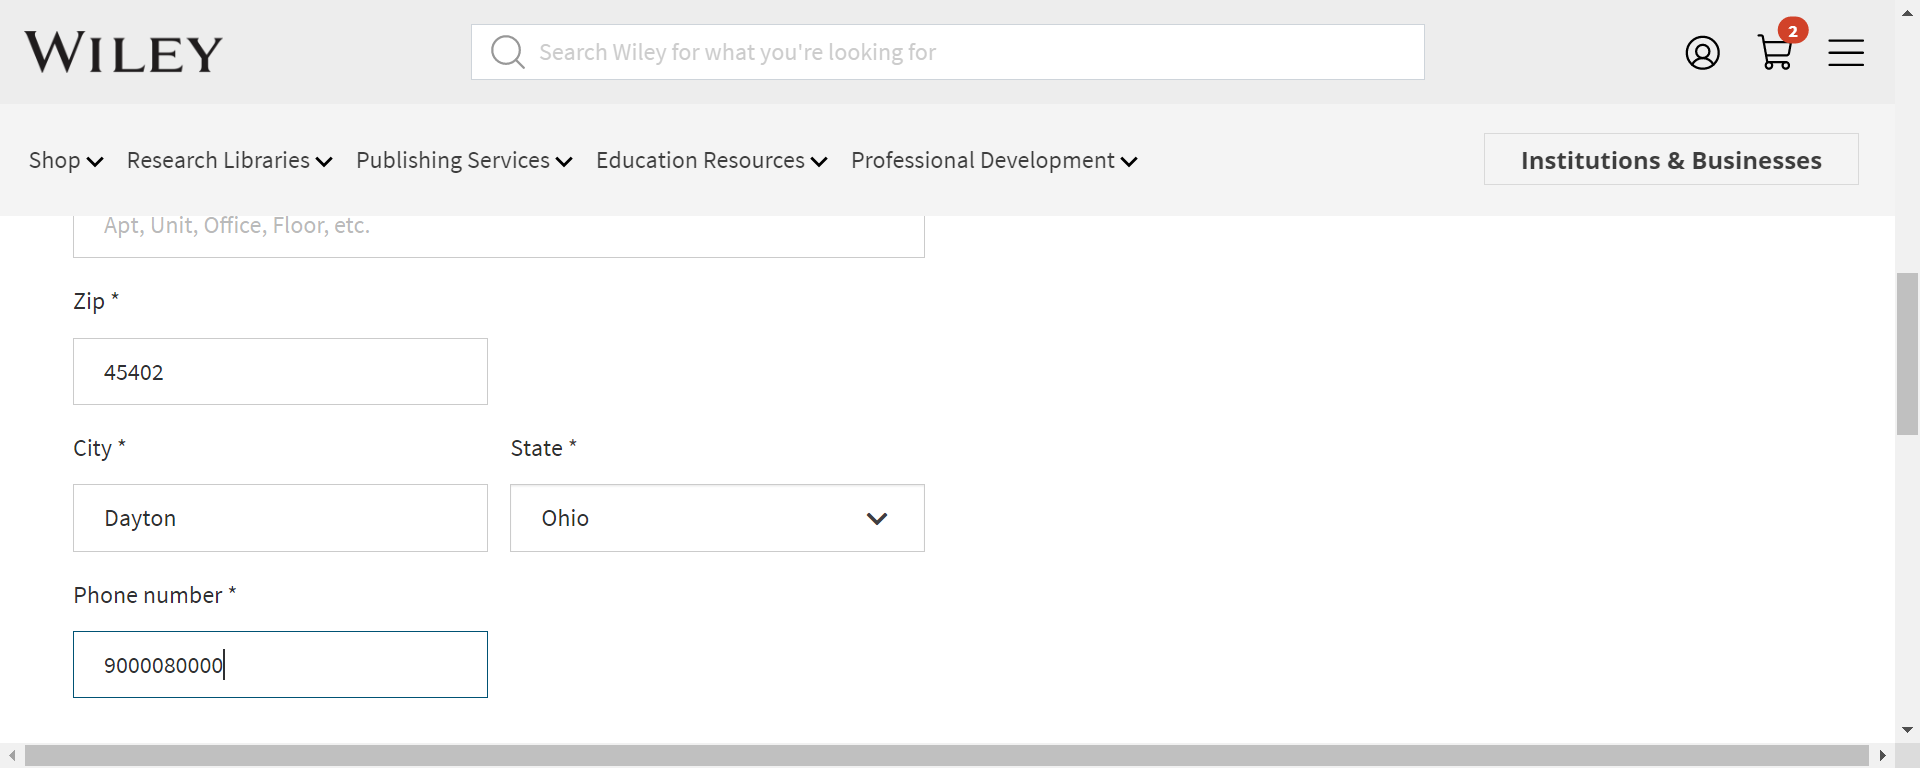 WILEY
Search Wiley for what you're looking for
2
Shop Research Libraries Publishing Services Education Resources Professional Development Institutions & Businesses
Apt, Unit, Office, Floor, etc.
Zip *
45402
City * State *
Dayton Ohio
Phone number *
9000080000